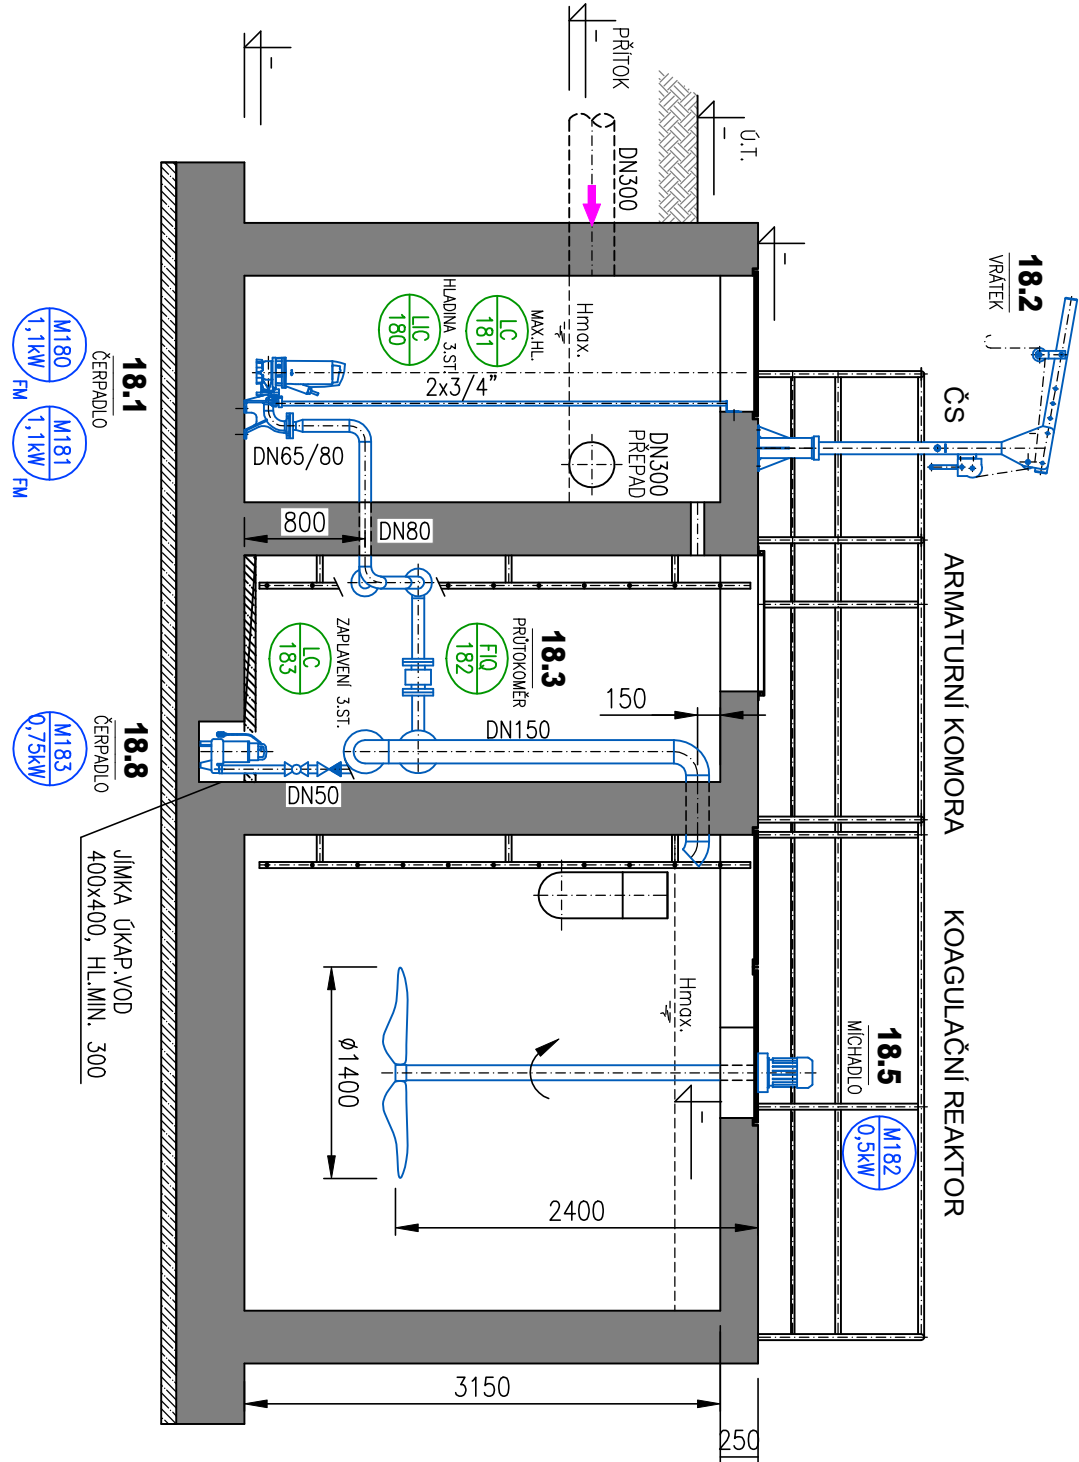 PŘÍTOK
DN300
Ú.T.
18.2
VRÁTEK
ČS
ARMATURNÍ KOMORA
KOAGULAČNÍ REAKTOR
Hmax.
MAX.HL.
LC
181
HLADINA 3.ST
LIC
180
2x3/4"
DN300
PŘEPAD
DN65/80
18.1
ČERPADLO
M180
1,1kW
FM
M181
1,1kW
FM
800
DN80
18.3
PRŮTOKOMĚR
FIQ
182
ZAPLAVENÍ 3.ST.
LC
183
150
DN150
DN50
18.8
ČERPADLO
M183
0,75kW
JÍMKA ÚKAP.VOD
400x400, HL.MIN. 300
Hmax.
18.5
MÍCHADLO
M182
0,5kW
ø1400
2400
3150
250